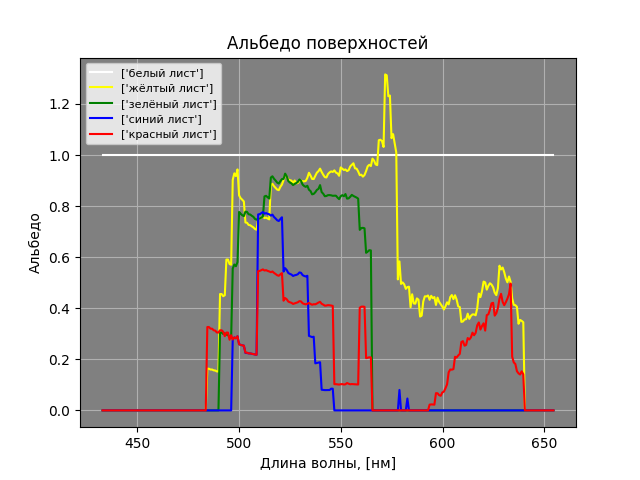 Альбедо поверхностей
['белый лист']
['жёлтый лист']
['зелёный лист']
['синий лист']
['красный лист']
Альбедо
1.2
1.0
0.8
0.6
0.4
0.2
0.0
450 500 550 600 650
Длина волны, [нм]